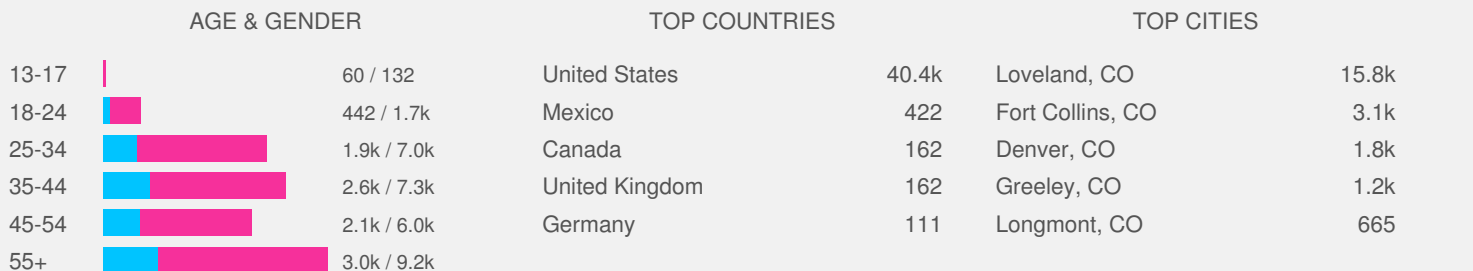 AGE & GENDER
13-17 60 / 132
18-24 442 / 1.7k
25-34 1.9k / 7.0k
35-44 2.6k / 7.3k
45-54 2.1k / 6.0k
55+ 3.0k / 9.2k
TOP COUNTRIES
United States 40.4k
Mexico 422
Canada 162
United Kingdom 162
Germany 111
TOP CITIES
Loveland, CO 15.8k
Fort Collins, CO 3.1k
Denver, CO 1.8k
Greeley, CO 1.2k
Longmont, CO 665